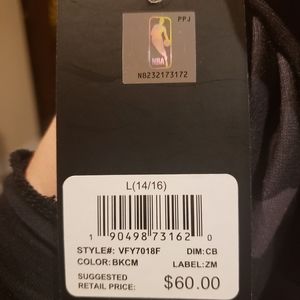 PPJ
NBA
NB232173172
L(14/16)
1 90498 73162 0
STYLE#: VFY7018F DIM:CB
COLOR:BKCM LABEL:ZM
SUGGESTED
RETAIL PRICE: $60.00